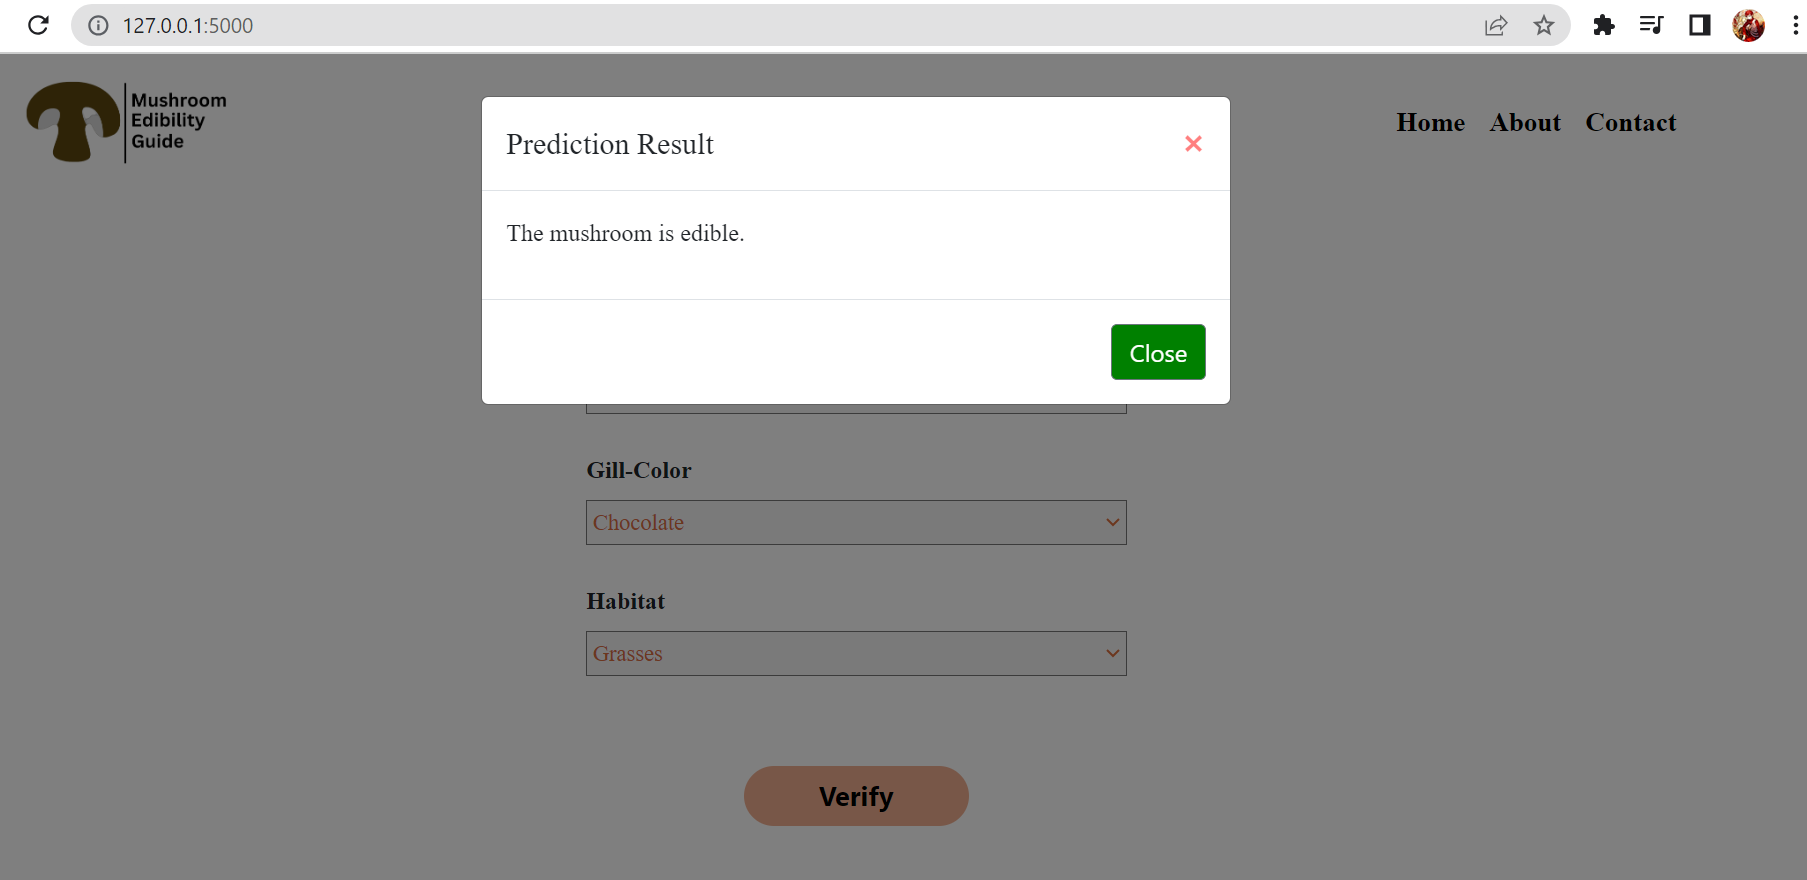 127.0.0.1:5000
Mushroom
Edibility
Guide
Home About Contact
Prediction Result
×
The mushroom is edible.
Close
Gill-Color
Chocolate
Habitat
Grasses
Verify